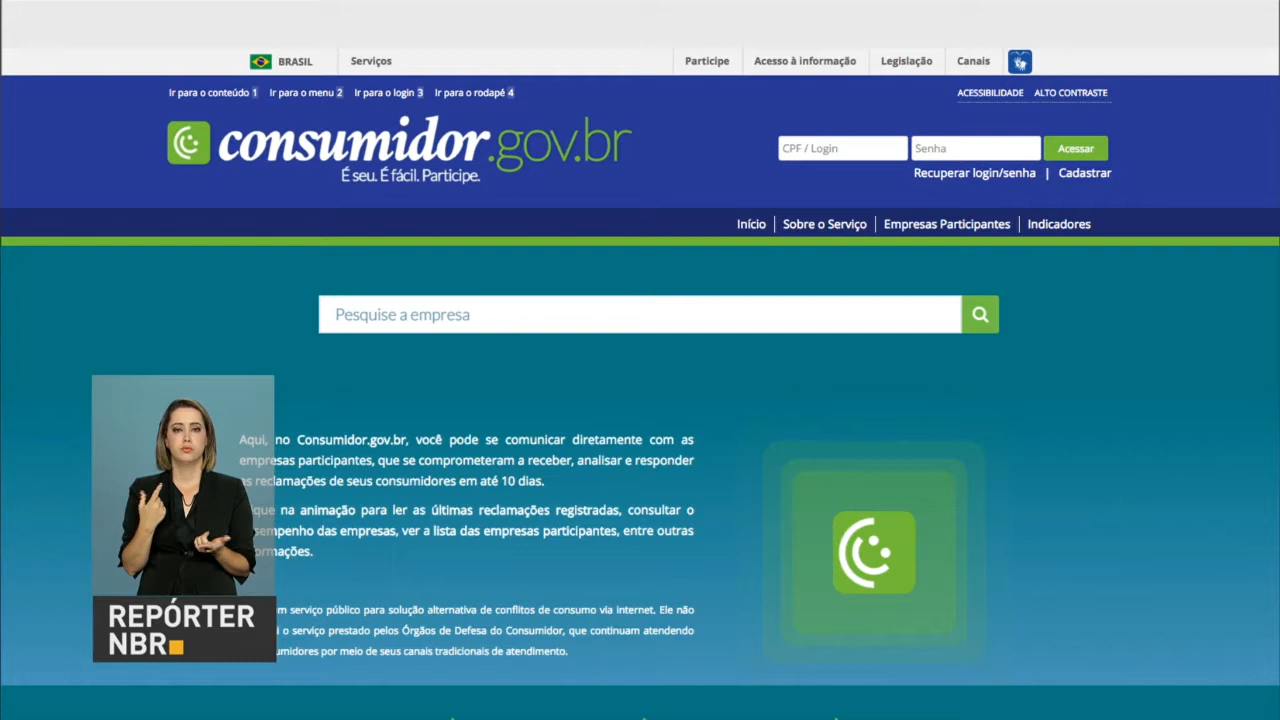 BRASIL
Serviços
Participe
Acesso à informação
Legislação
Canais
Ir para o conteúdo 1
Ir para o menu 2
Ir para o login 3
Ir para o rodapé 4
ACESSIBILIDADE
ALTO CONTRASTE
consumidor.gov.br
É seu. É fácil. Participe.
CPF / Login
Senha
Acessar
Recuperar login/senha | Cadastrar
Início
Sobre o Serviço
Empresas Participantes
Indicadores
Pesquise a empresa
Aqui, no Consumidor.gov.br, você pode se comunicar diretamente com as
empresas participantes, que se comprometeram a receber, analisar e responder
as reclamações de seus consumidores em até 10 dias.
na animação para ler as últimas reclamações registradas, consultar o
desempenho das empresas, ver a lista das empresas participantes, entre outras
serviço público para solução alternativa de conflitos de consumo via internet. Ele não
o serviço prestado pelos Órgãos de Defesa do Consumidor, que continuam atendendo
por meio de seus canais tradicionais de atendimento.
REPÓRTER
NBR